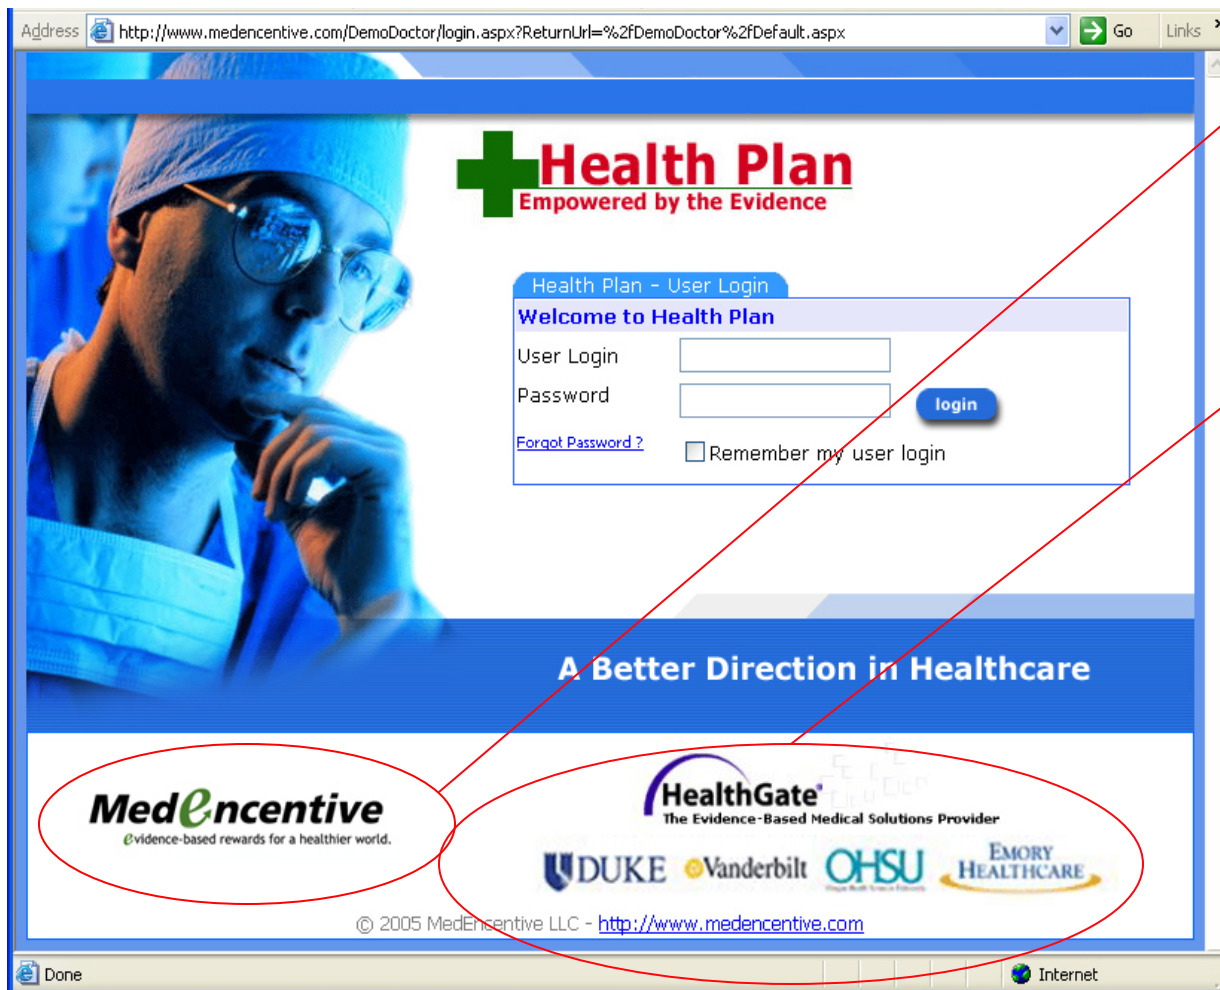 Address http://www.medencentive.com/DemoDoctor/login.aspx?ReturnUrl=%2fDemoDoctor%2fDefault.aspx Go Links »
Health Plan
Empowered by the Evidence
Health Plan - User Login
Welcome to Health Plan
User Login
Password
login
Forgot Password ?
Remember my user login
A Better Direction in Healthcare
MedEncentive
evidence-based rewards for a healthier world.
HealthGate
The Evidence-Based Medical Solutions Provider
DUKE Vanderbilt OHSU EMORY HEALTHCARE
© 2005 MedEncentive LLC - http://www.medencentive.com
Done Internet